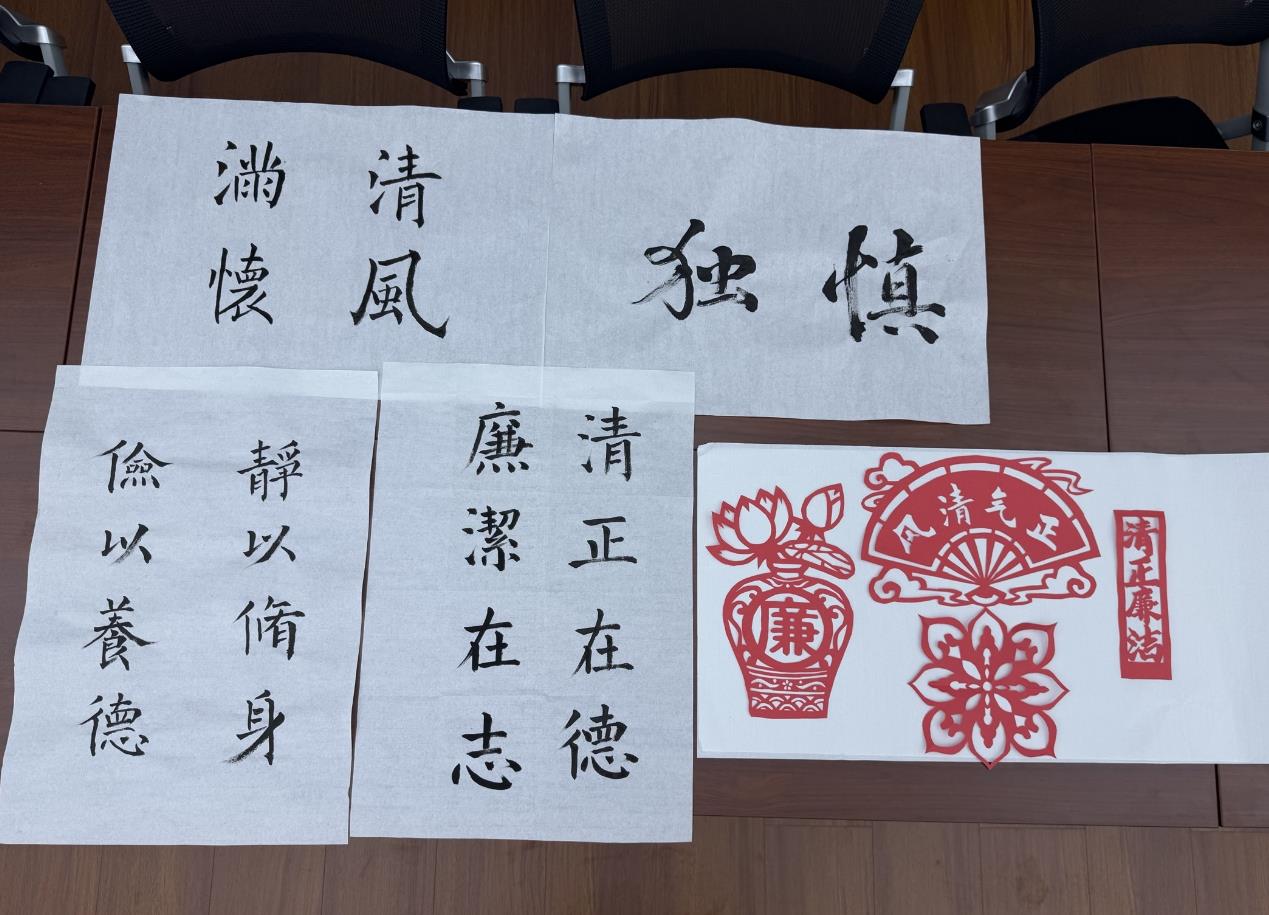 清風
滿懷
慎独
靜以脩身
儉以養德
清正在德
廉潔在志
廉
风清气正
清正廉洁